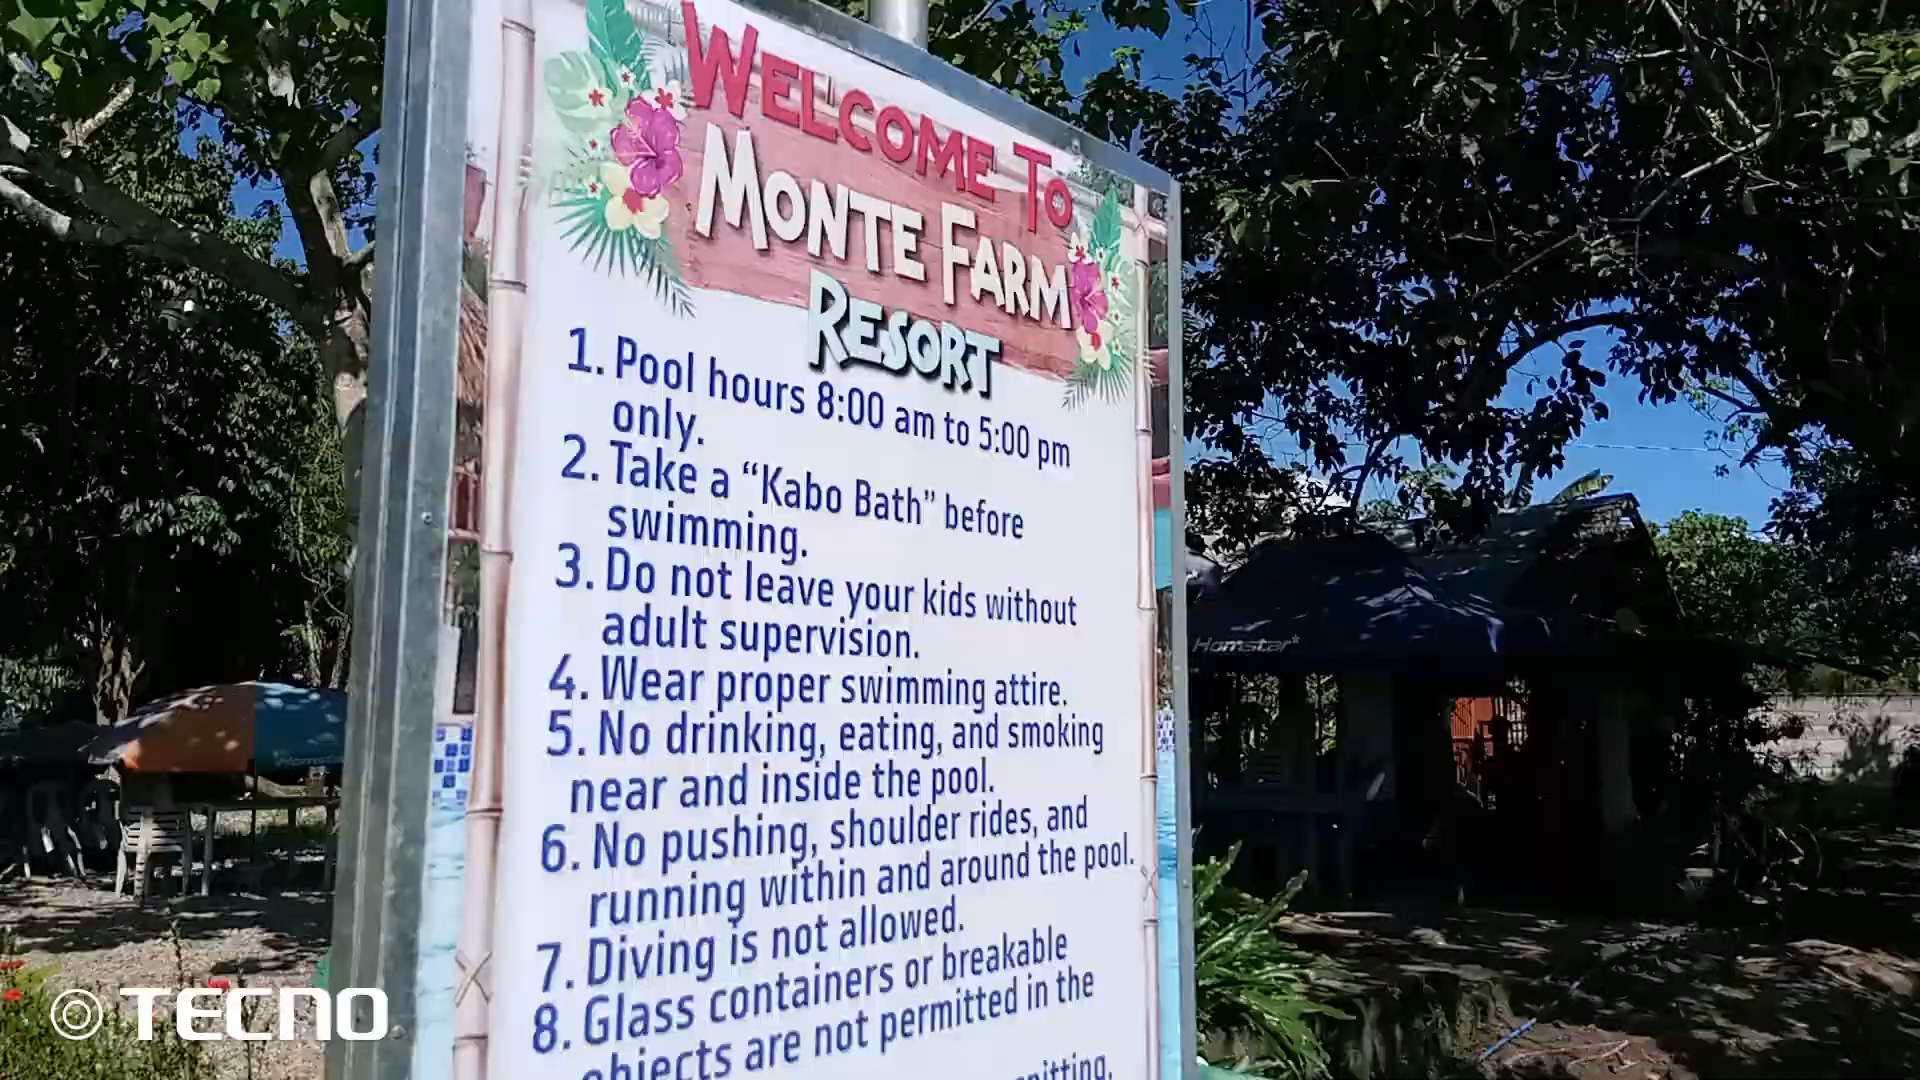 WELCOME TO
MONTE FARM
RESORT
1. Pool hours 8:00 am to 5:00 pm
only.
2. Take a “Kabo Bath” before
swimming.
3. Do not leave your kids without
adult supervision.
4. Wear proper swimming attire.
5. No drinking, eating, and smoking
near and inside the pool.
6. No pushing, shoulder rides, and
running within and around the pool.
7. Diving is not allowed.
8. Glass containers or breakable
objects are not permitted in the
Homstar
TECNO